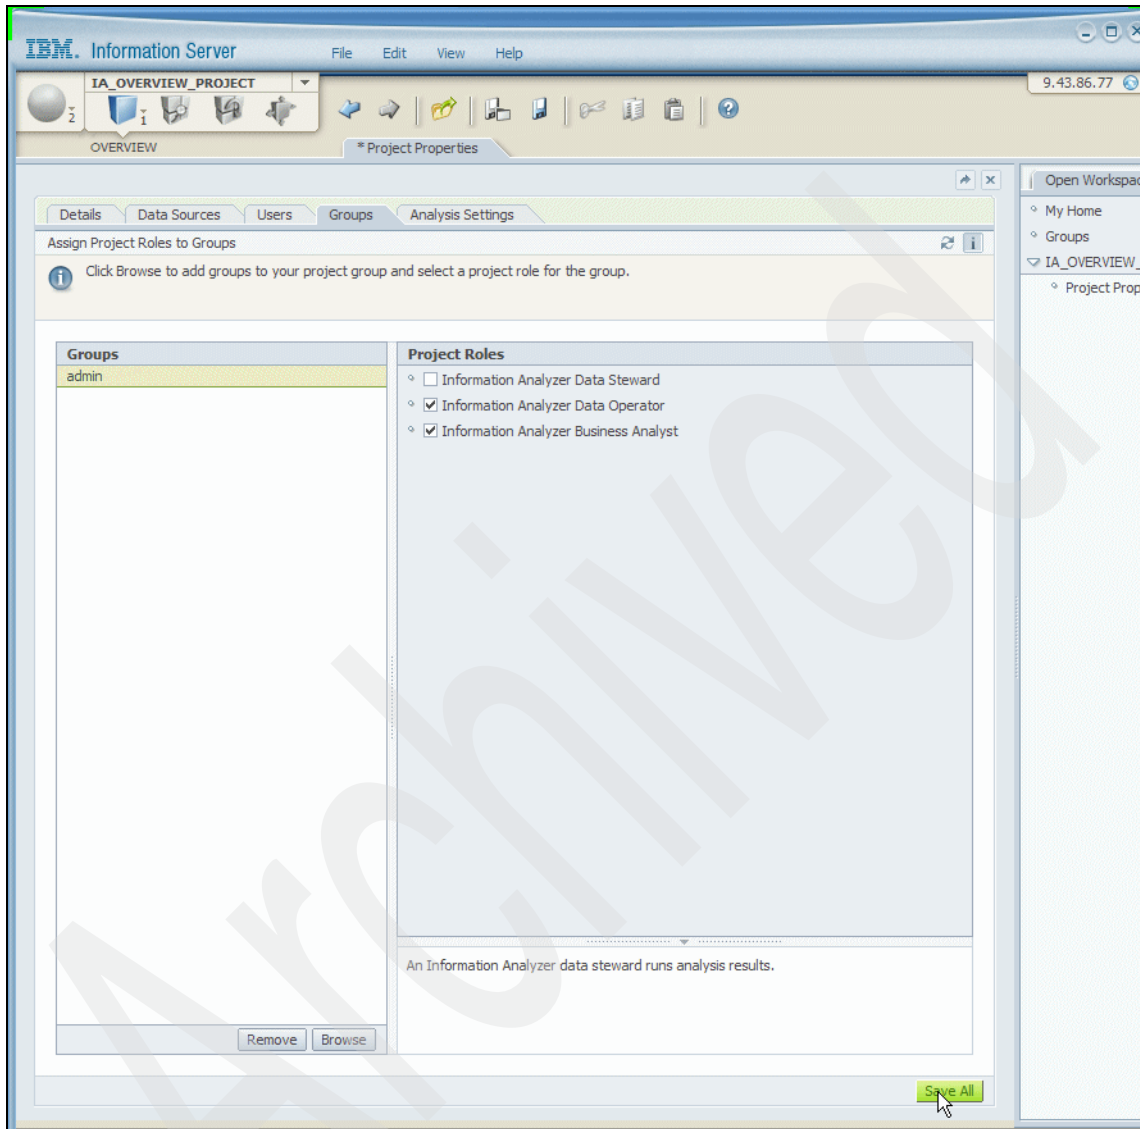 IBM. Information Server
File Edit View Help
IA_OVERVIEW_PROJECT
9.43.86.77
2
1
OVERVIEW
* Project Properties
Details Data Sources Users Groups Analysis Settings
Assign Project Roles to Groups
Click Browse to add groups to your project group and select a project role for the group.
Groups
admin
Project Roles
Information Analyzer Data Steward
Information Analyzer Data Operator
Information Analyzer Business Analyst
An Information Analyzer data steward runs analysis results.
Remove Browse
Save All
Open Workspac
My Home
Groups
IA_OVERVIEW_
Project Prop
Archived